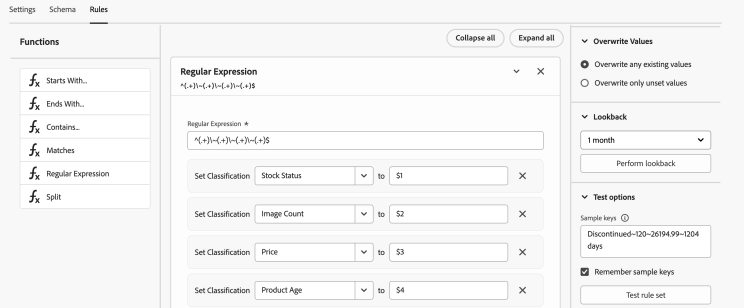 Settings Schema Rules
Functions
Starts With...
Ends With...
Contains...
Matches
Regular Expression
Split
Collapse all Expand all
Regular Expression
^(.+)\~(.+)\~(.+)\~(.+)$
Regular Expression *
^(.+)\~(.+)\~(.+)\~(.+)$
Set Classification Stock Status to $1
Set Classification Image Count to $2
Set Classification Price to $3
Set Classification Product Age to $4
Overwrite Values
Overwrite any existing values
Overwrite only unset values
Lookback
1 month
Perform lookback
Test options
Sample keys
Discontinued~120~26194.99~1204
days
Remember sample keys
Test rule set